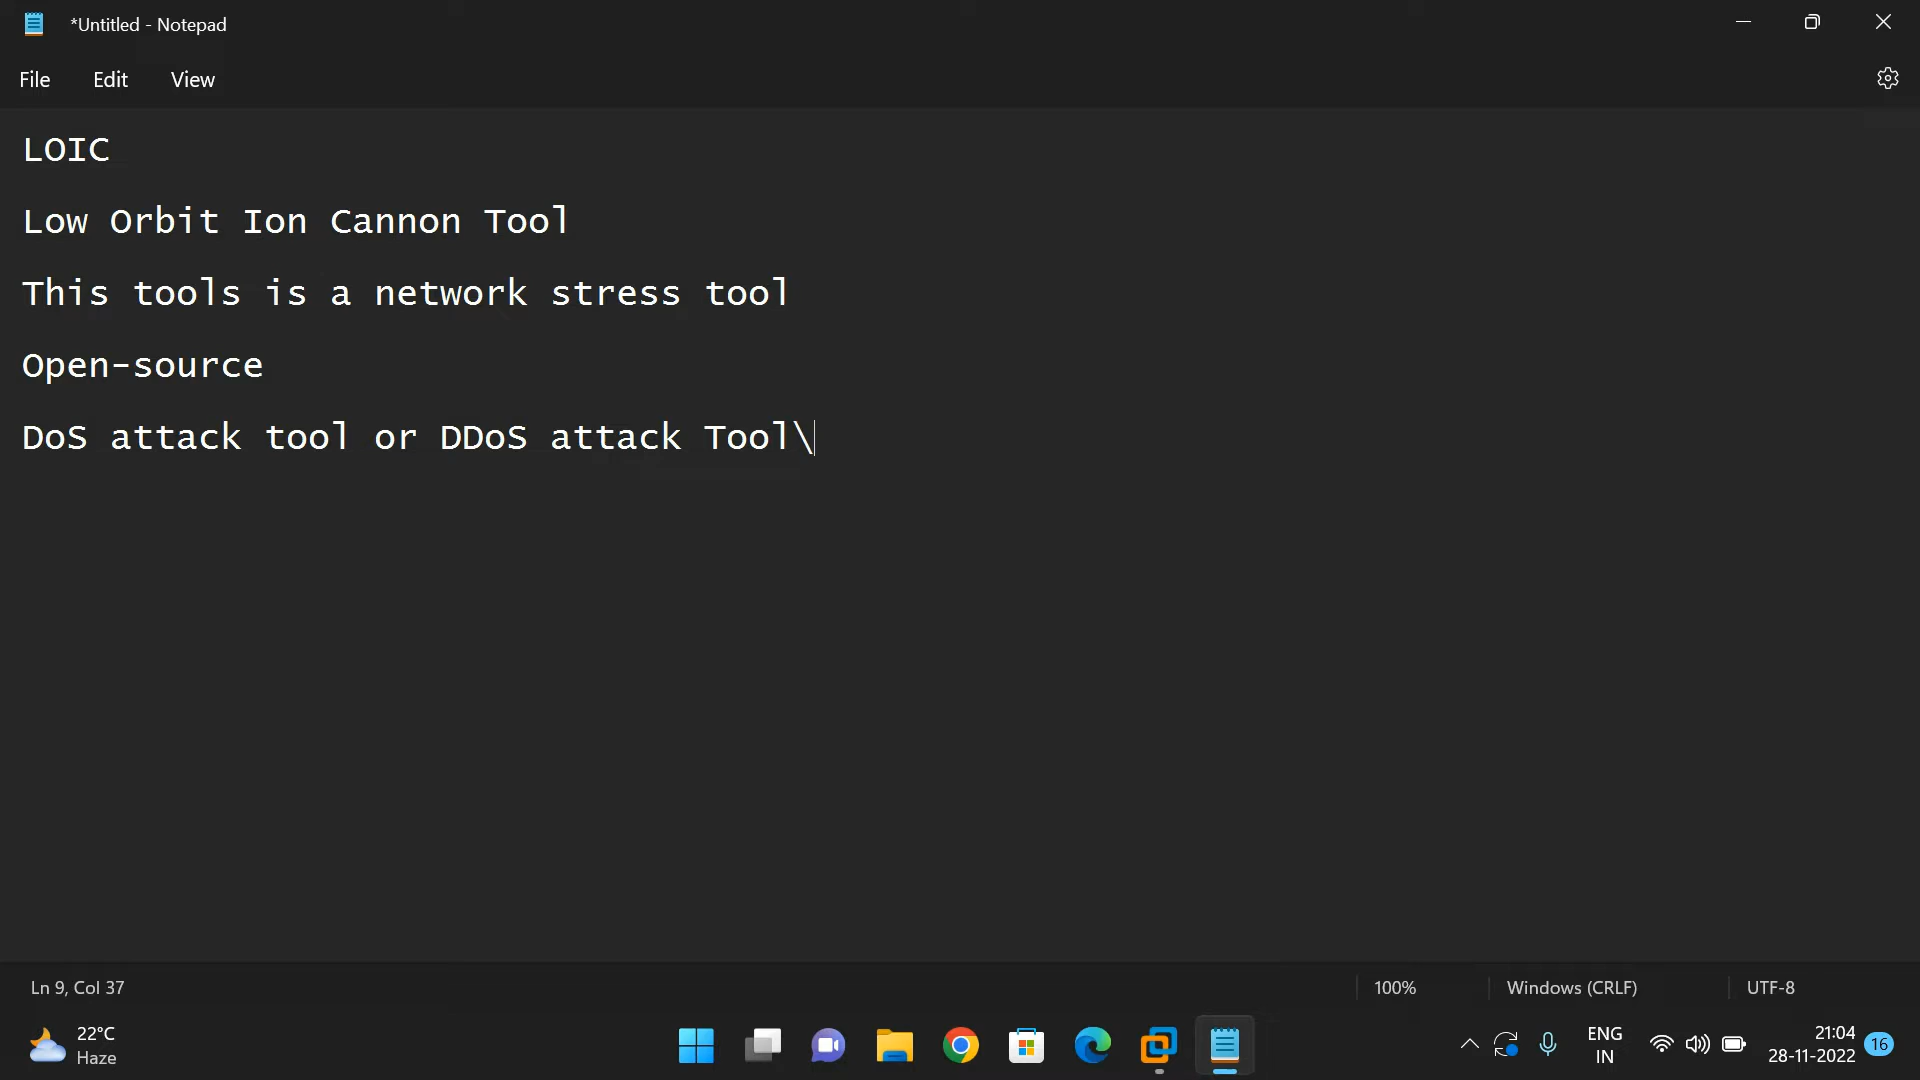 *Untitled - Notepad
File Edit View
LOIC
Low Orbit Ion Cannon Tool
This tools is a network stress tool
Open-source
DoS attack tool or DDoS attack Tool\
Ln 9, Col 37 100% Windows (CRLF) UTF-8
22°C
Haze
ENG
IN
21:04
28-11-2022
16